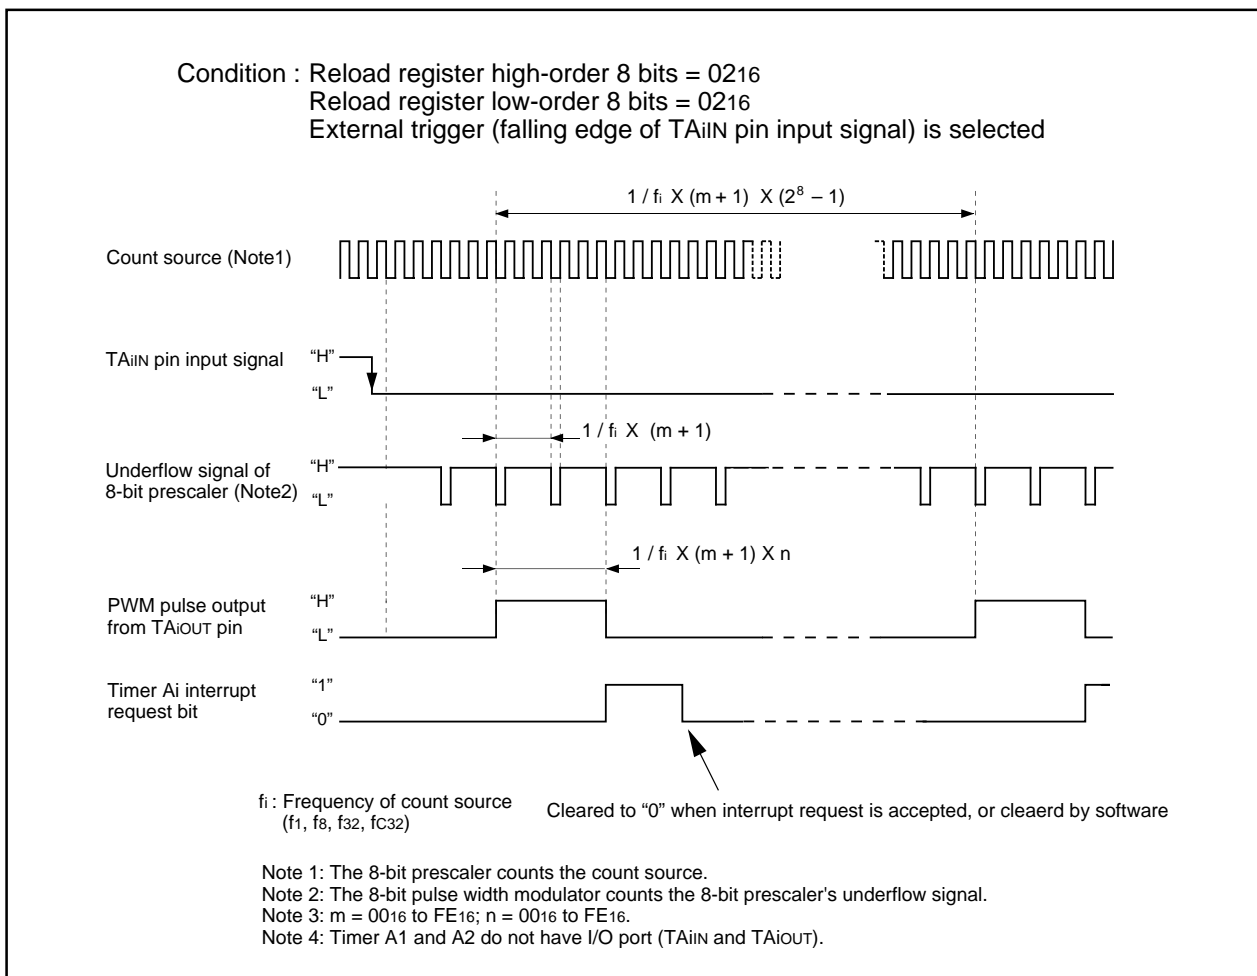 Condition : Reload register high-order 8 bits = 0216
Reload register low-order 8 bits = 0216
External trigger (falling edge of TAiIN pin input signal) is selected
1 / fi X (m + 1) X (2⁸ – 1)
Count source (Note1)
TAiIN pin input signal
“H”
“L”
1 / fi X (m + 1)
Underflow signal of
8-bit prescaler (Note2)
“H”
“L”
1 / fi X (m + 1) X n
PWM pulse output
from TAiOUT pin
“H”
“L”
Timer Ai interrupt
request bit
“1”
“0”
fi : Frequency of count source
(f1, f8, f32, fC32)
Cleared to “0” when interrupt request is accepted, or cleaerd by software
Note 1: The 8-bit prescaler counts the count source.
Note 2: The 8-bit pulse width modulator counts the 8-bit prescaler's underflow signal.
Note 3: m = 0016 to FE16; n = 0016 to FE16.
Note 4: Timer A1 and A2 do not have I/O port (TAiIN and TAiOUT).